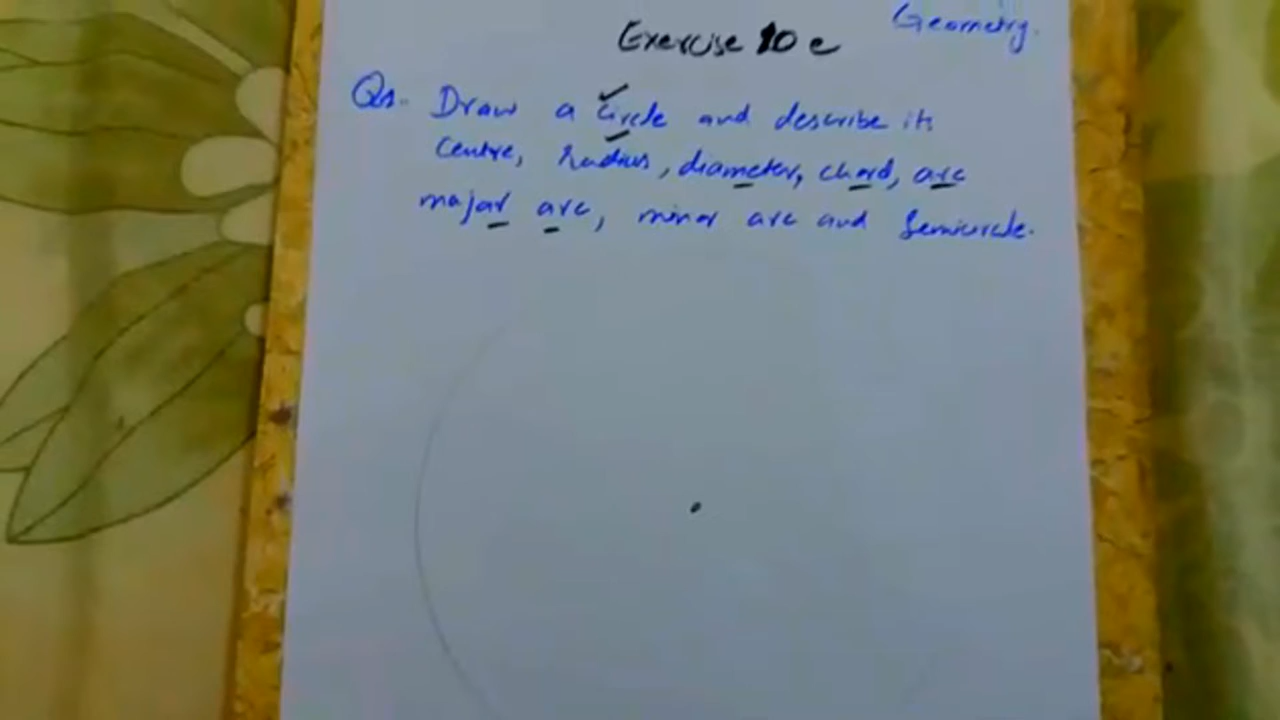 Geometry.
Exercise 10 e
Qs. Draw a circle and describe its
centre, radius, diameter, chord, arc
major arc, minor arc and Semicircle.